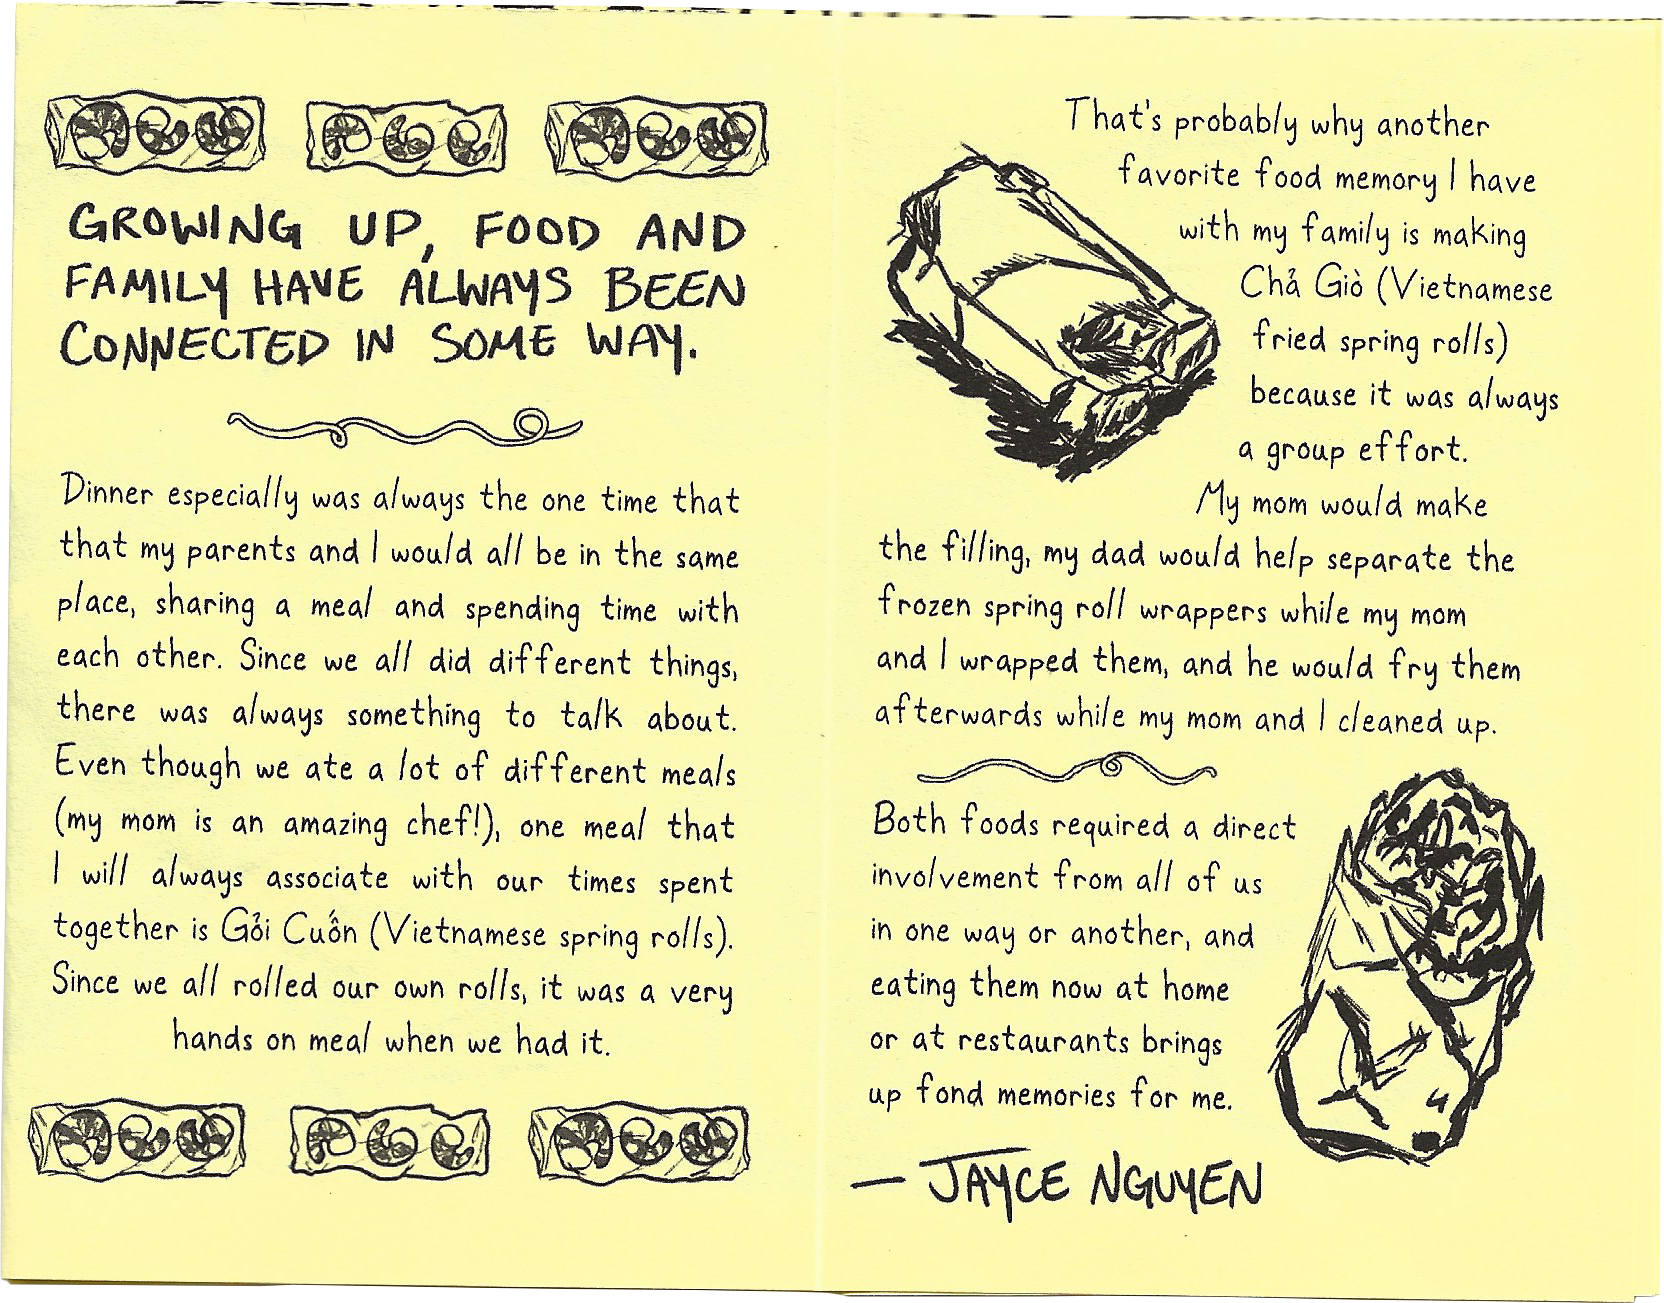 GROWING UP, FOOD AND
FAMILY HAVE ALWAYS BEEN
CONNECTED IN SOME WAY.
Dinner especially was always the one time that
that my parents and I would all be in the same
place, sharing a meal and spending time with
each other. Since we all did different things,
there was always something to talk about.
Even though we ate a lot of different meals
(my mom is an amazing chef!), one meal that
I will always associate with our times spent
together is Gỏi Cuốn (Vietnamese spring rolls).
Since we all rolled our own rolls, it was a very
hands on meal when we had it.
That's probably why another
favorite food memory I have
with my family is making
Chả Giò (Vietnamese
fried spring rolls)
because it was always
a group effort.
My mom would make
the filling, my dad would help separate the
frozen spring roll wrappers while my mom
and I wrapped them, and he would fry them
afterwards while my mom and I cleaned up.
Both foods required a direct
involvement from all of us
in one way or another, and
eating them now at home
or at restaurants brings
up fond memories for me.
— JAYCE NGUYEN